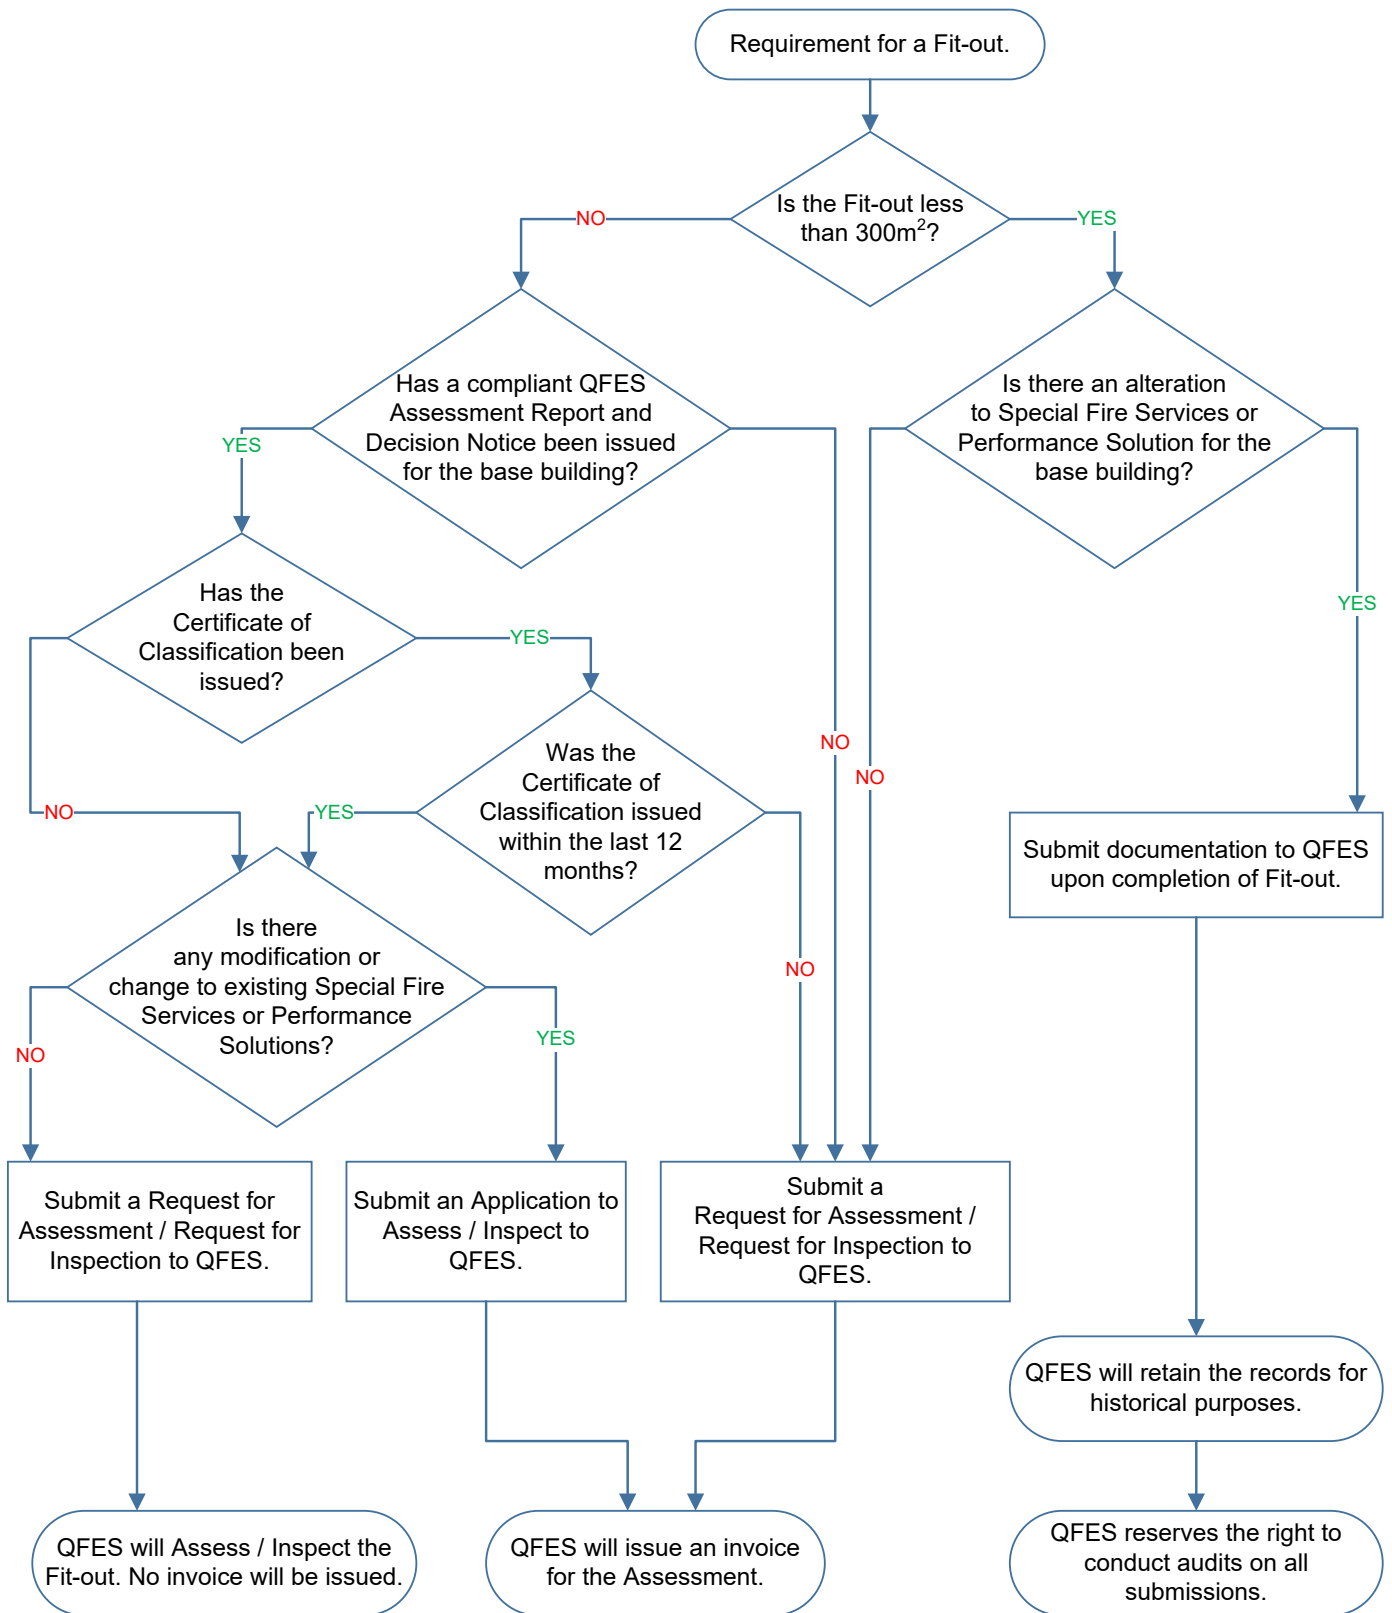 Requirement for a Fit-out.
Is the Fit-out less
than 300m²?
NO
YES
Has a compliant QFES
Assessment Report and
Decision Notice been issued
for the base building?
Is there an alteration
to Special Fire Services or
Performance Solution for the
base building?
YES
Has the
Certificate of
Classification been
issued?
YES
YES
Was the
Certificate of
Classification issued
within the last 12
months?
NO
NO
NO
YES
Submit documentation to QFES
upon completion of Fit-out.
Is there
any modification or
change to existing Special Fire
Services or Performance
Solutions?
NO
NO
YES
Submit a Request for
Assessment / Request for
Inspection to QFES.
Submit an Application to
Assess / Inspect to
QFES.
Submit a
Request for Assessment /
Request for Inspection to
QFES.
QFES will retain the records for
historical purposes.
QFES will Assess / Inspect the
Fit-out. No invoice will be issued.
QFES will issue an invoice
for the Assessment.
QFES reserves the right to
conduct audits on all
submissions.